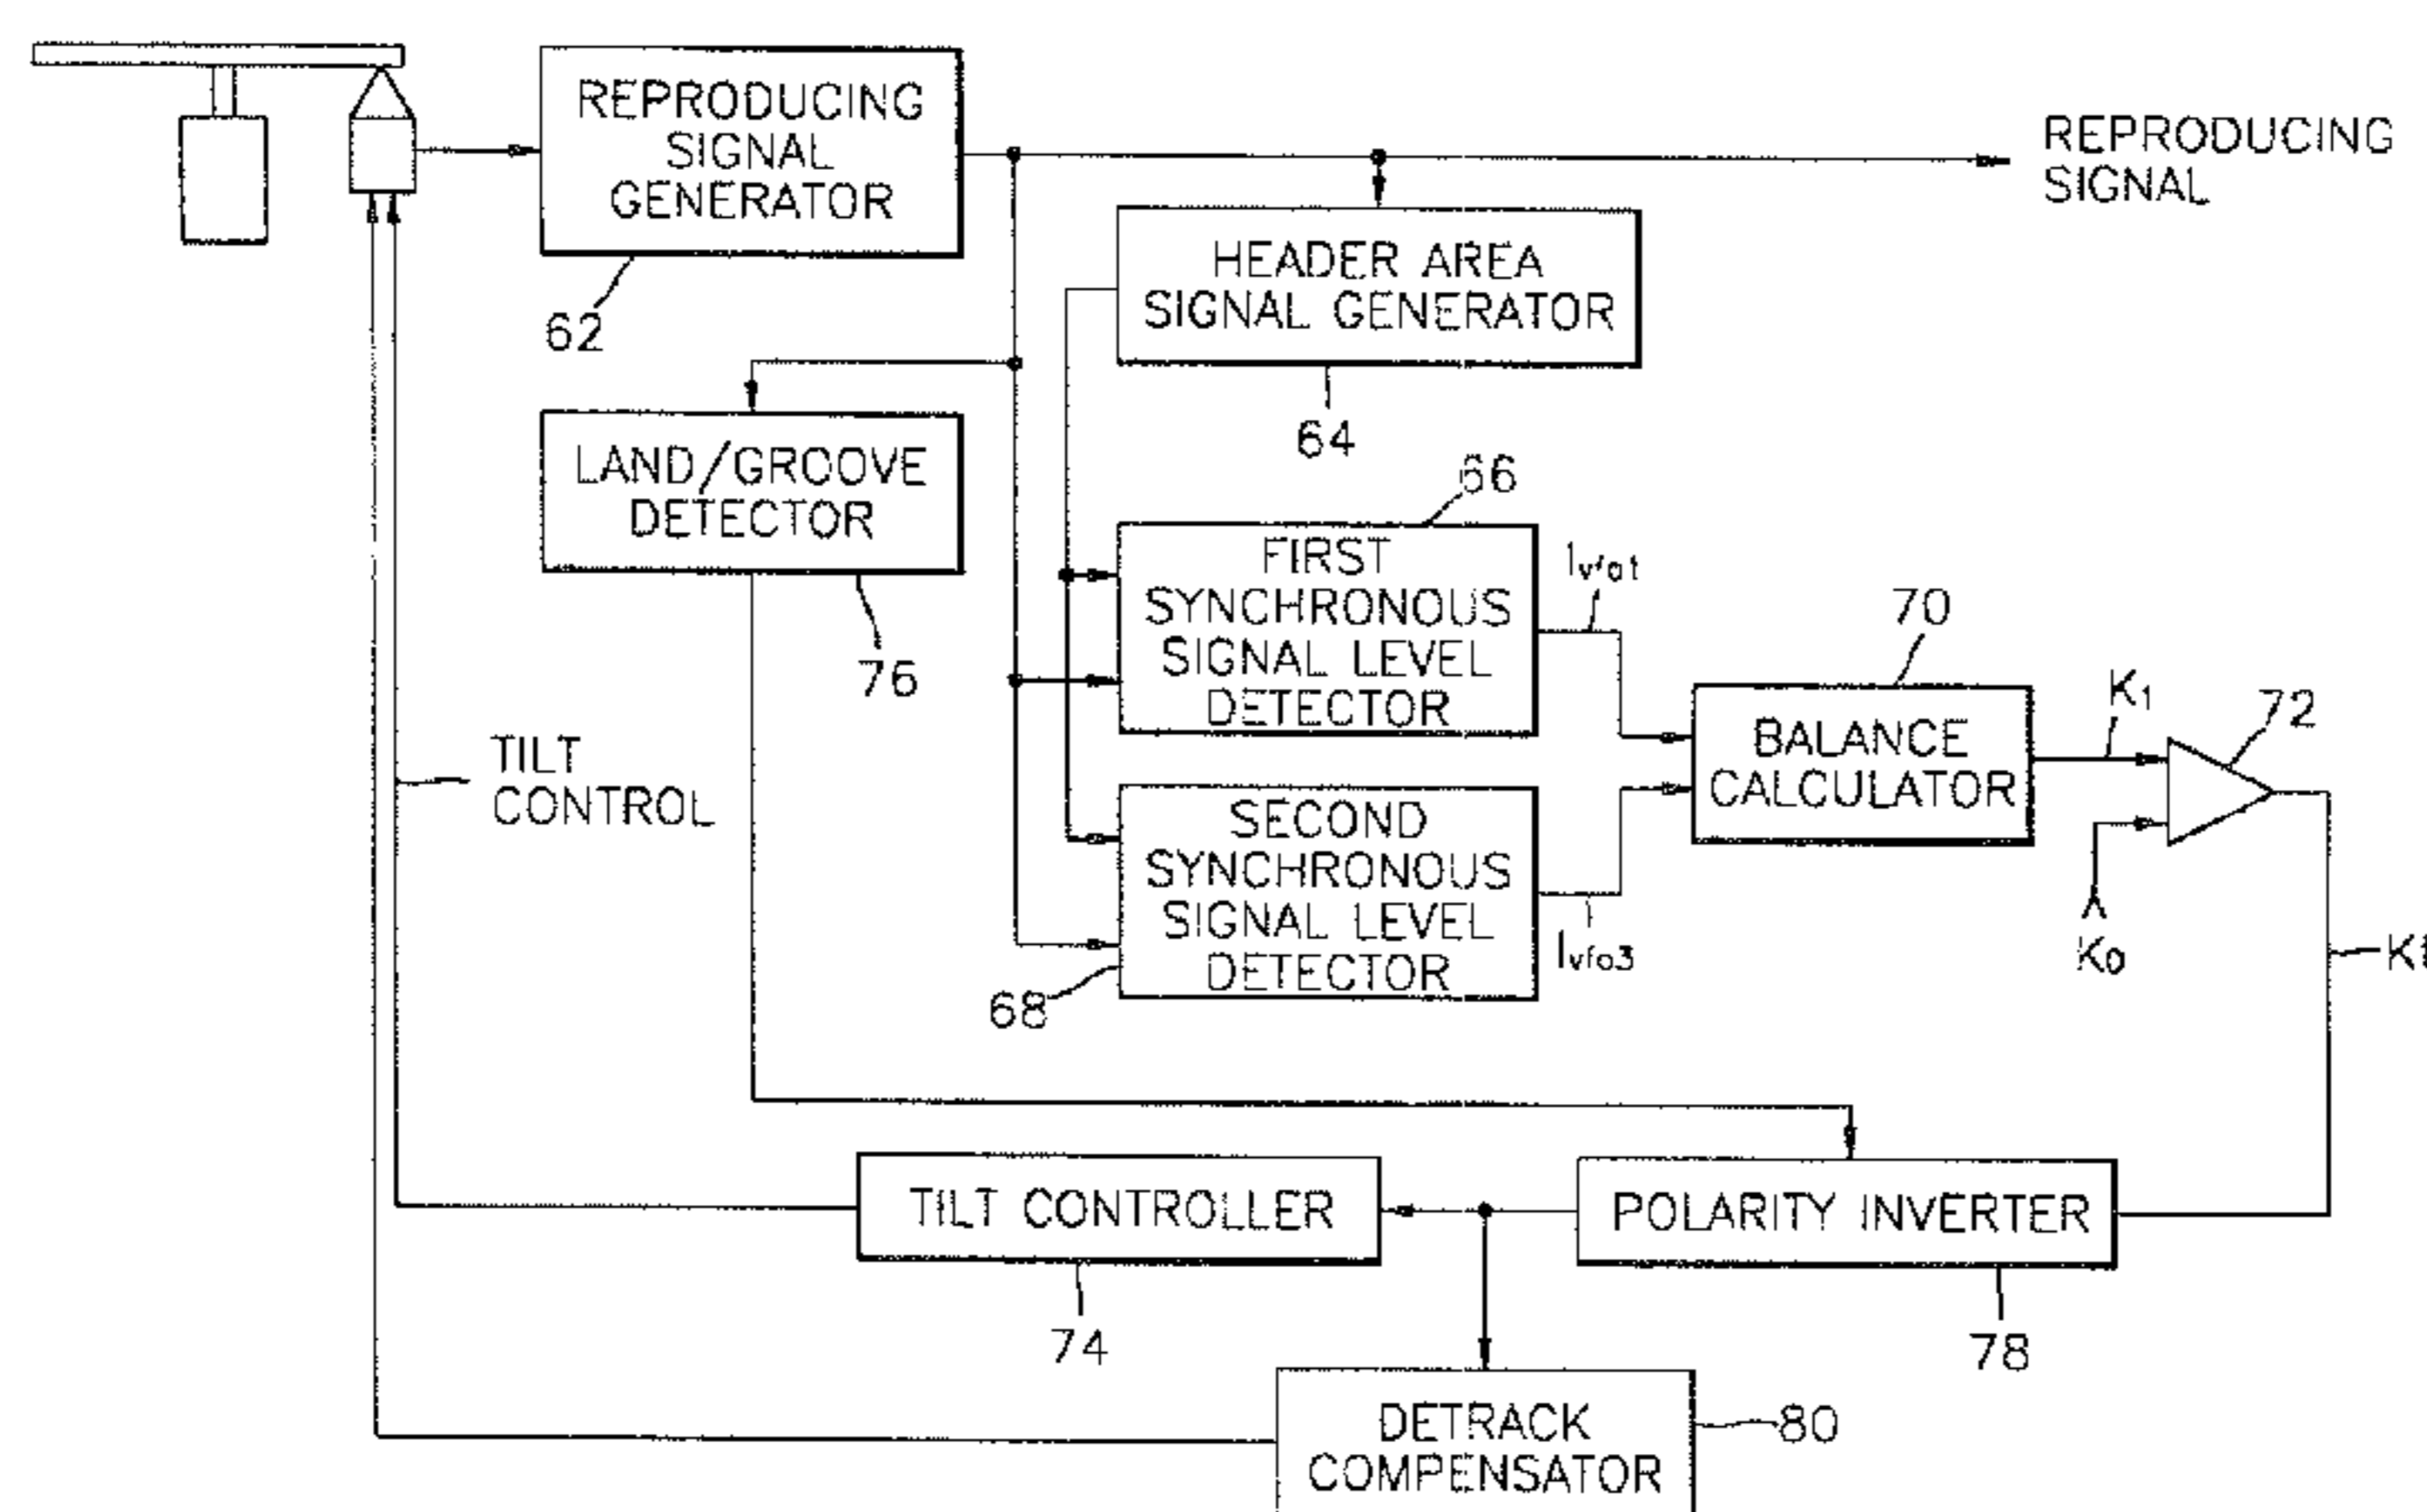 REPRODUCING
SIGNAL
GENERATOR
62
REPRODUCING
SIGNAL
HEADER AREA
SIGNAL GENERATOR
64
LAND/GROOVE
DETECTOR
76
66
FIRST
SYNCHRONOUS
SIGNAL LEVEL
DETECTOR
Ivfo1
70
BALANCE
CALCULATOR
K1
72
TILT
CONTROL
SECOND
SYNCHRONOUS
SIGNAL LEVEL
DETECTOR
68
Ivfo3
K0
TILT CONTROLLER
74
POLARITY INVERTER
78
DETRACK
COMPENSATOR
80